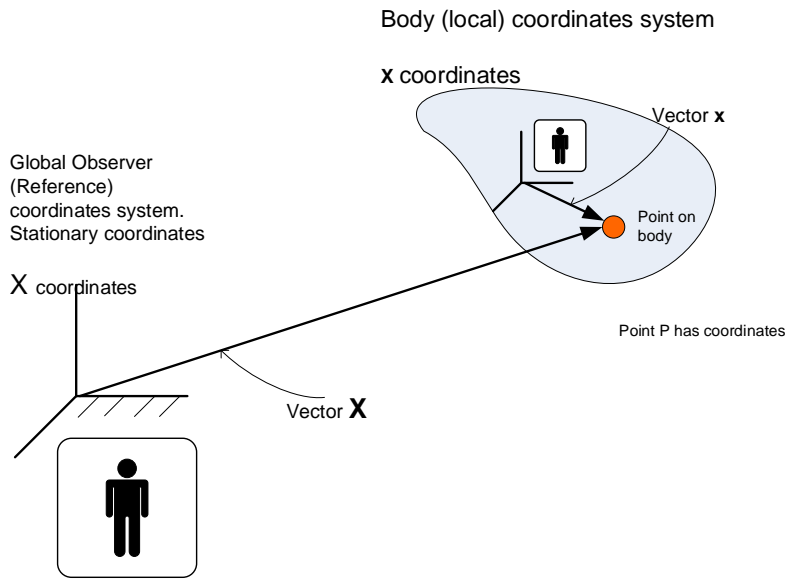 Body (local) coordinates system
x coordinates
Vector x
Global Observer
(Reference)
coordinates system.
Stationary coordinates
X coordinates
Point on
body
Point P has coordinates
Vector X